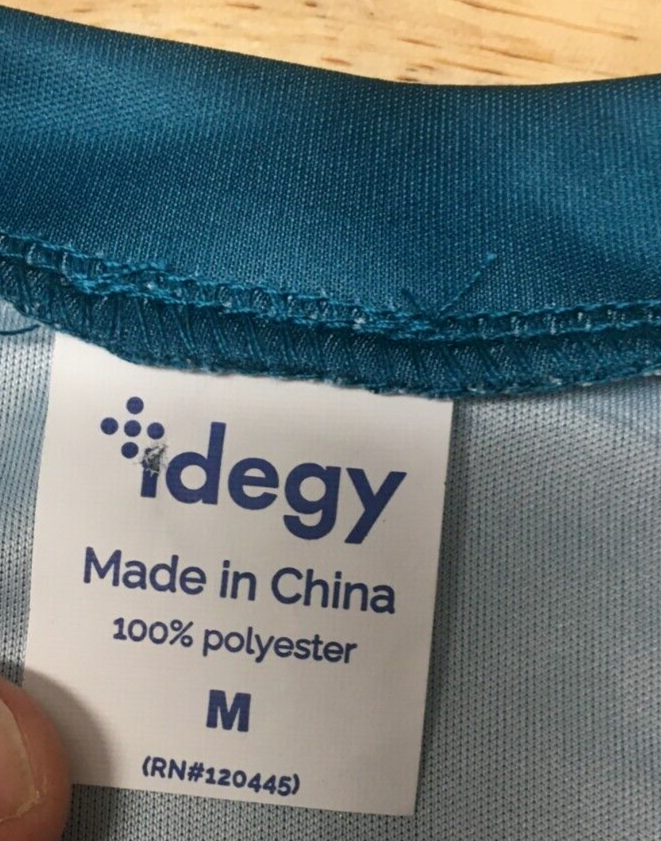 idegy
Made in China
100% polyester
M
(RN#120445)